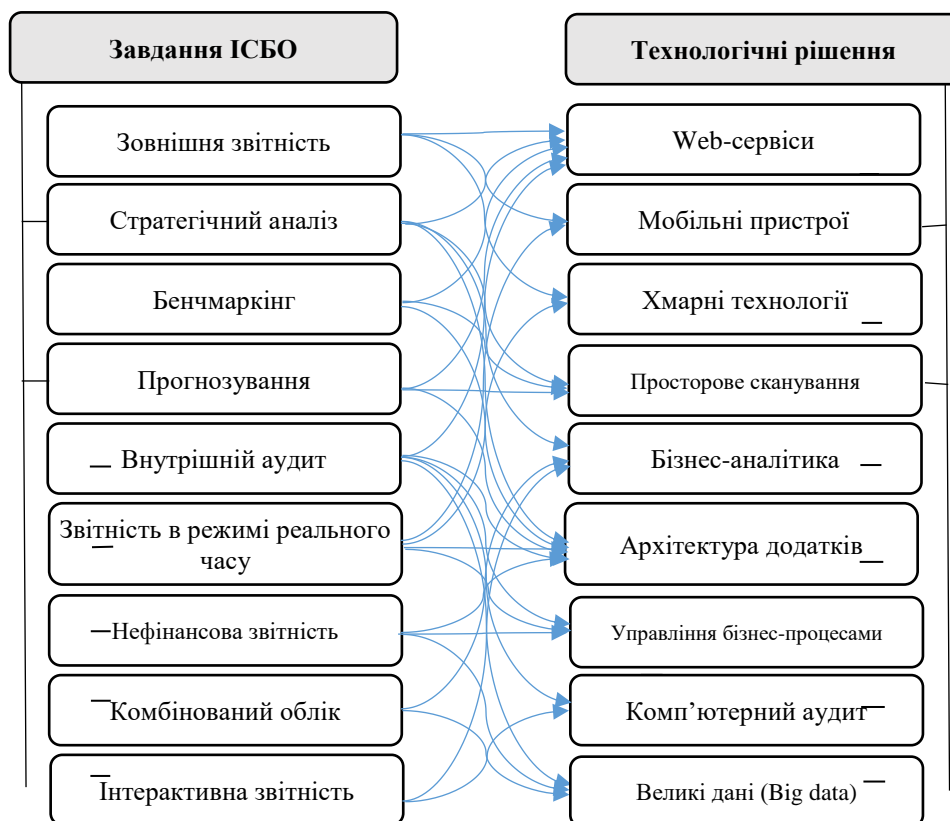 Завдання ІСБО
Зовнішня звітність
Стратегічний аналіз
Бенчмаркінг
Прогнозування
Внутрішній аудит
Звітність в режимі реального
часу
Нефінансова звітність
Комбінований облік
Інтерактивна звітність
Технологічні рішення
Web-сервіси
Мобільні пристрої
Хмарні технології
Просторове сканування
Бізнес-аналітика
Архітектура додатків
Управління бізнес-процесами
Комп’ютерний аудит
Великі дані (Big data)